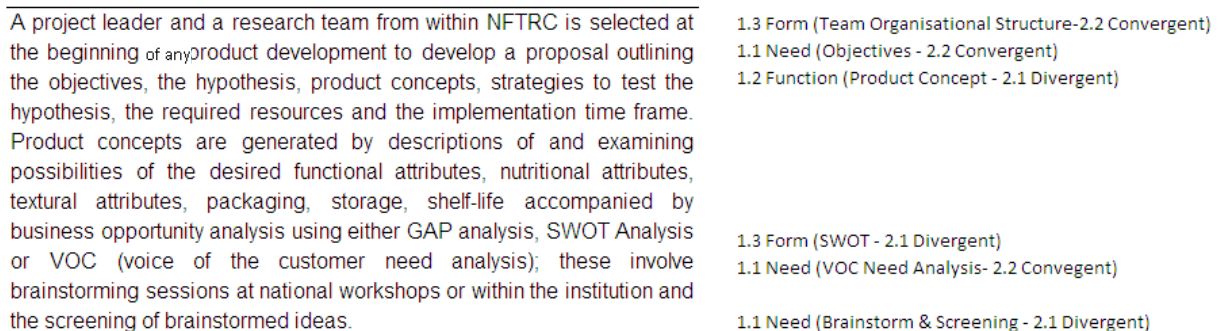 A project leader and a research team from within NFTRC is selected at
the beginning of any product development to develop a proposal outlining
the objectives, the hypothesis, product concepts, strategies to test the
hypothesis, the required resources and the implementation time frame.
Product concepts are generated by descriptions of and examining
possibilities of the desired functional attributes, nutritional attributes,
textural attributes, packaging, storage, shelf-life accompanied by
business opportunity analysis using either GAP analysis, SWOT Analysis
or VOC (voice of the customer need analysis); these involve
brainstorming sessions at national workshops or within the institution and
the screening of brainstormed ideas.
1.3 Form (Team Organisational Structure-2.2 Convergent)
1.1 Need (Objectives - 2.2 Convergent)
1.2 Function (Product Concept - 2.1 Divergent)
1.3 Form (SWOT - 2.1 Divergent)
1.1 Need (VOC Need Analysis- 2.2 Convegent)
1.1 Need (Brainstorm & Screening - 2.1 Divergent)